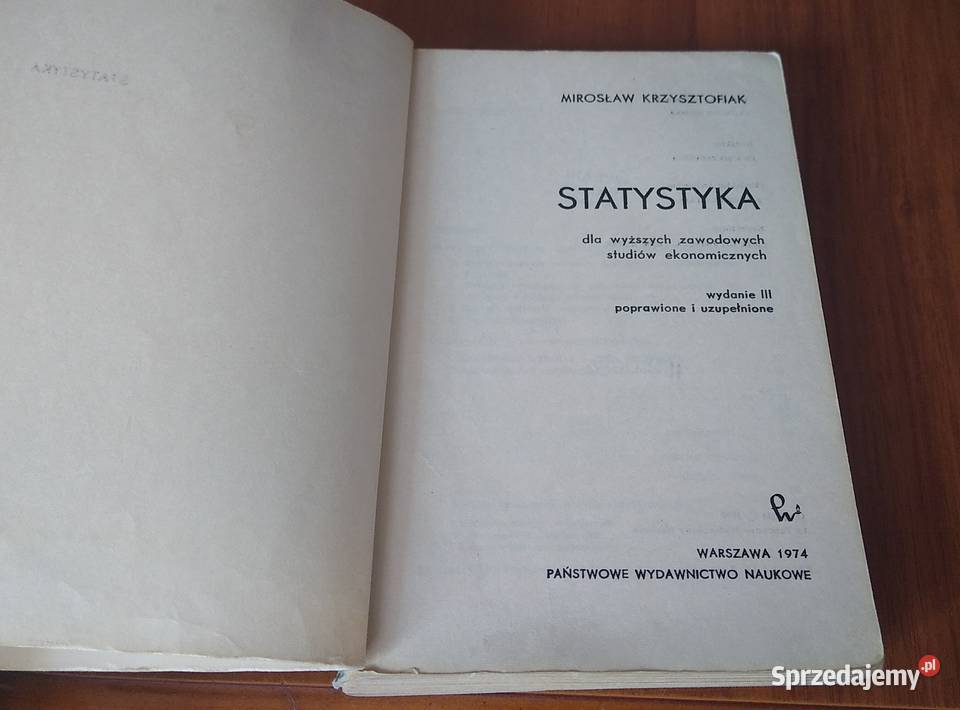 STATYSTYKA
MIROSŁAW KRZYSZTOFIAK
STATYSTYKA
dla wyższych zawodowych
studiów ekonomicznych
wydanie III
poprawione i uzupełnione
WARSZAWA 1974
PAŃSTWOWE WYDAWNICTWO NAUKOWE
Sprzedajemy.pl